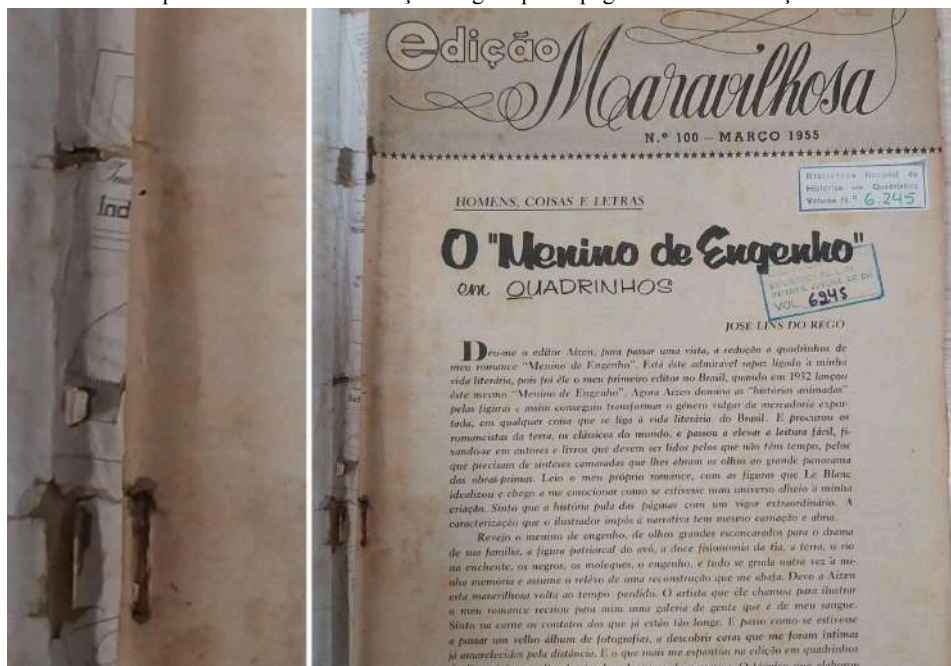 Ind
Edição Maravilhosa
N.º 100 – MARÇO 1955
Biblioteca Nacional de
Histórias em Quadrinhos
Volume N.º 6.245
HOMENS, COISAS E LETRAS
O "Menino de Engenho"
em QUADRINHOS
VOL. 6245
JOSÉ LINS DO REGO
Deu-me o editor Aizen, para passar uma vista, a redução a quadrinhos de
meu romance "Menino de Engenho". Está êste admirável rapaz ligado à minha
vida literária, pois foi êle o meu primeiro editor no Brasil, quando em 1932 lançou
êste mesmo "Menino de Engenho". Agora Aizen domina as "histórias animadas"
pelas figuras e assim conseguiu transformar o gênero vulgar da mercadoria expor-
tada, em qualquer coisa que se liga à vida literária do Brasil. E procurou os
romancistas da terra, os clássicos do mundo, e passou a elevar a leitura fácil, fi-
xando-se em autores e livros que devem ser lidos pelos que não têm tempo, pelos
que precisam de sínteses camaradas que lhes abram os olhos ao grande panorama
das obras-primas. Leio o meu próprio romance, com as figuras que Le Blanc
idealizou e chego a me emocionar como se estivesse num universo alheio à minha
criação. Sinto que a história pula das páginas com um vigor extraordinário. A
caracterização que o ilustrador impôs à narrativa tem mesmo carnação e alma.
Revejo o menino de engenho, de olhos grandes escancarados para o drama
de sua família, a figura patriarcal do avô, a doce fisionomia da tia, a terra, o rio
na enchente, os negros, os moleques, o engenho, e tudo se gruda outra vez à mi-
nha memória e assume o relêvo de uma reconstrução que me abafa. Devo a Aizen
esta maravilhosa volta ao tempo perdido. O artista que êle chamou para ilustrar
o meu romance recriou para mim uma galeria de gente que é de meu sangue.
Sinto na carne os contatos dos que já estão tão longe. E passo como se estivesse
a passar um velho álbum de fotografias, a descobrir caras que me foram íntimas
já amarelecidas pela distância. E o que mais me espantou na edição em quadrinhos